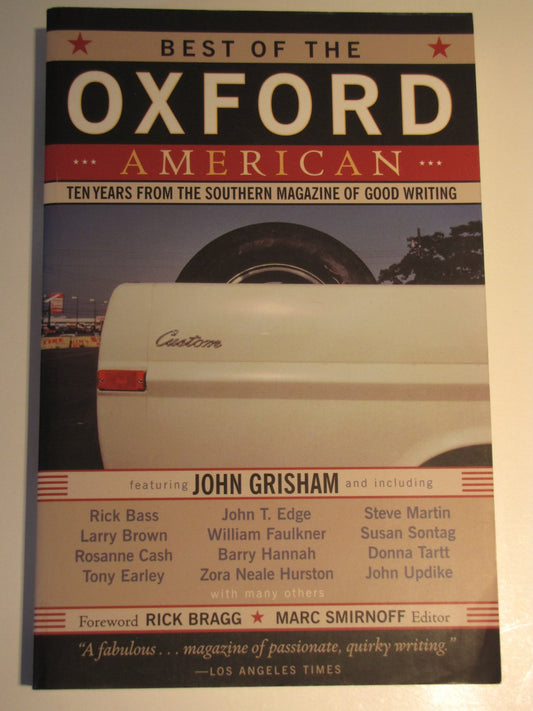 BEST OF THE
OXFORD
AMERICAN
TEN YEARS FROM THE SOUTHERN MAGAZINE OF GOOD WRITING
Custom
featuring JOHN GRISHAM and including
Rick Bass John T. Edge Steve Martin
Larry Brown William Faulkner Susan Sontag
Rosanne Cash Barry Hannah Donna Tartt
Tony Earley Zora Neale Hurston John Updike
with many others
Foreword RICK BRAGG ★ MARC SMIRNOFF Editor
“A fabulous . . . magazine of passionate, quirky writing.”
—LOS ANGELES TIMES